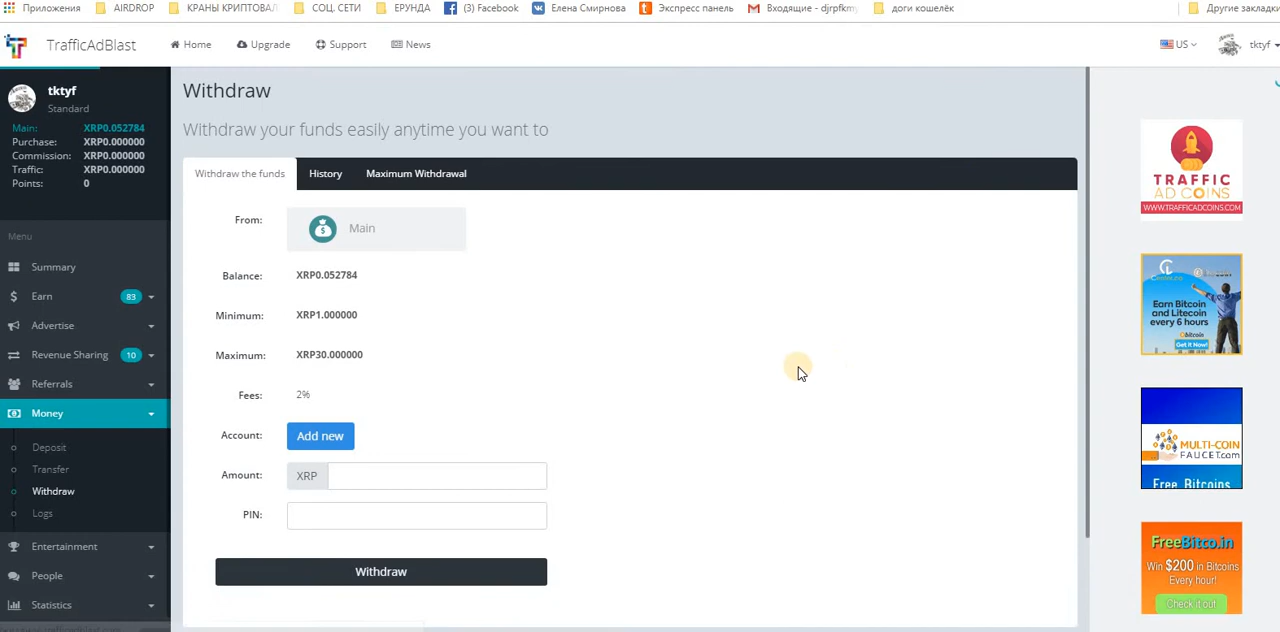 Приложения AIRDROP КРАНЫ КРИПТОВАЛ СОЦ. СЕТИ ЕРУНДА (3) Facebook Елена Смирнова Экспресс панель Входящие - djrpfkmy доги кошелёк Другие закладки
TrafficAdBlast Home Upgrade Support News US tktyf
tktyf
Standard
Main: XRP0.052784
Purchase: XRP0.000000
Commission: XRP0.000000
Traffic: XRP0.000000
Points: 0
Menu
Summary
Earn 83
Advertise
Revenue Sharing 10
Referrals
Money
Deposit
Transfer
Withdraw
Logs
Entertainment
People
Statistics
Withdraw
Withdraw your funds easily anytime you want to
Withdraw the funds History Maximum Withdrawal
From: Main
Balance: XRP0.052784
Minimum: XRP1.000000
Maximum: XRP30.000000
Fees: 2%
Account: Add new
Amount: XRP
PIN:
Withdraw
TRAFFIC
AD COINS
WWW.TRAFFICADCOINS.COM
Earn Bitcoin
and Litecoin
every 6 hours
bitcoin
Get It Now!
MULTI-COIN
FAUCET.com
Free Bitcoins
FreeBitco.in
Win $200 in Bitcoins
Every hour!
Check it out